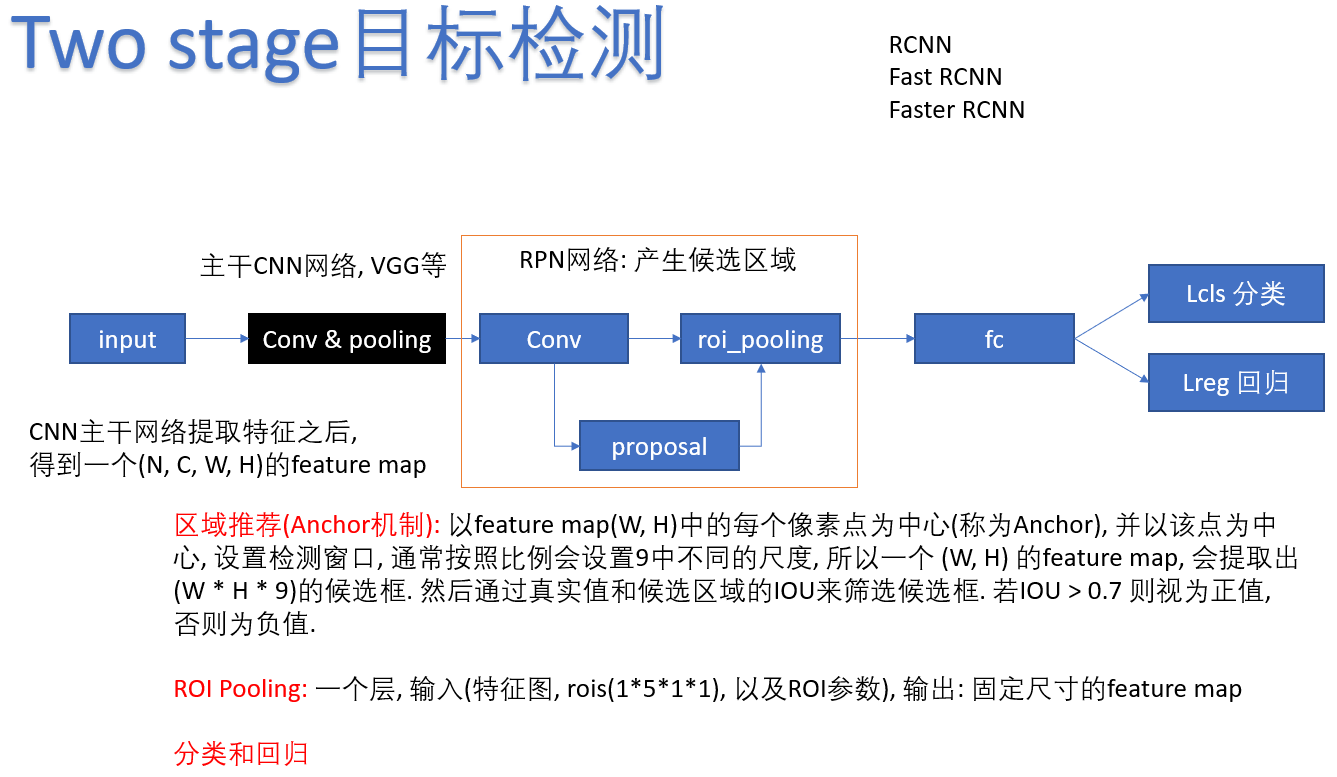 Two stage目标检测
RCNN
Fast RCNN
Faster RCNN
主干CNN网络, VGG等
RPN网络: 产生候选区域
input
Conv & pooling
Conv
roi_pooling
proposal
fc
Lcls 分类
Lreg 回归
CNN主干网络提取特征之后,
得到一个(N, C, W, H)的feature map
区域推荐(Anchor机制): 以feature map(W, H)中的每个像素点为中心(称为Anchor), 并以该点为中
心, 设置检测窗口, 通常按照比例会设置9中不同的尺度, 所以一个 (W, H) 的feature map, 会提取出
(W * H * 9)的候选框. 然后通过真实值和候选区域的IOU来筛选候选框. 若IOU > 0.7 则视为正值,
否则为负值.
ROI Pooling: 一个层, 输入(特征图, rois(1*5*1*1), 以及ROI参数), 输出: 固定尺寸的feature map
分类和回归